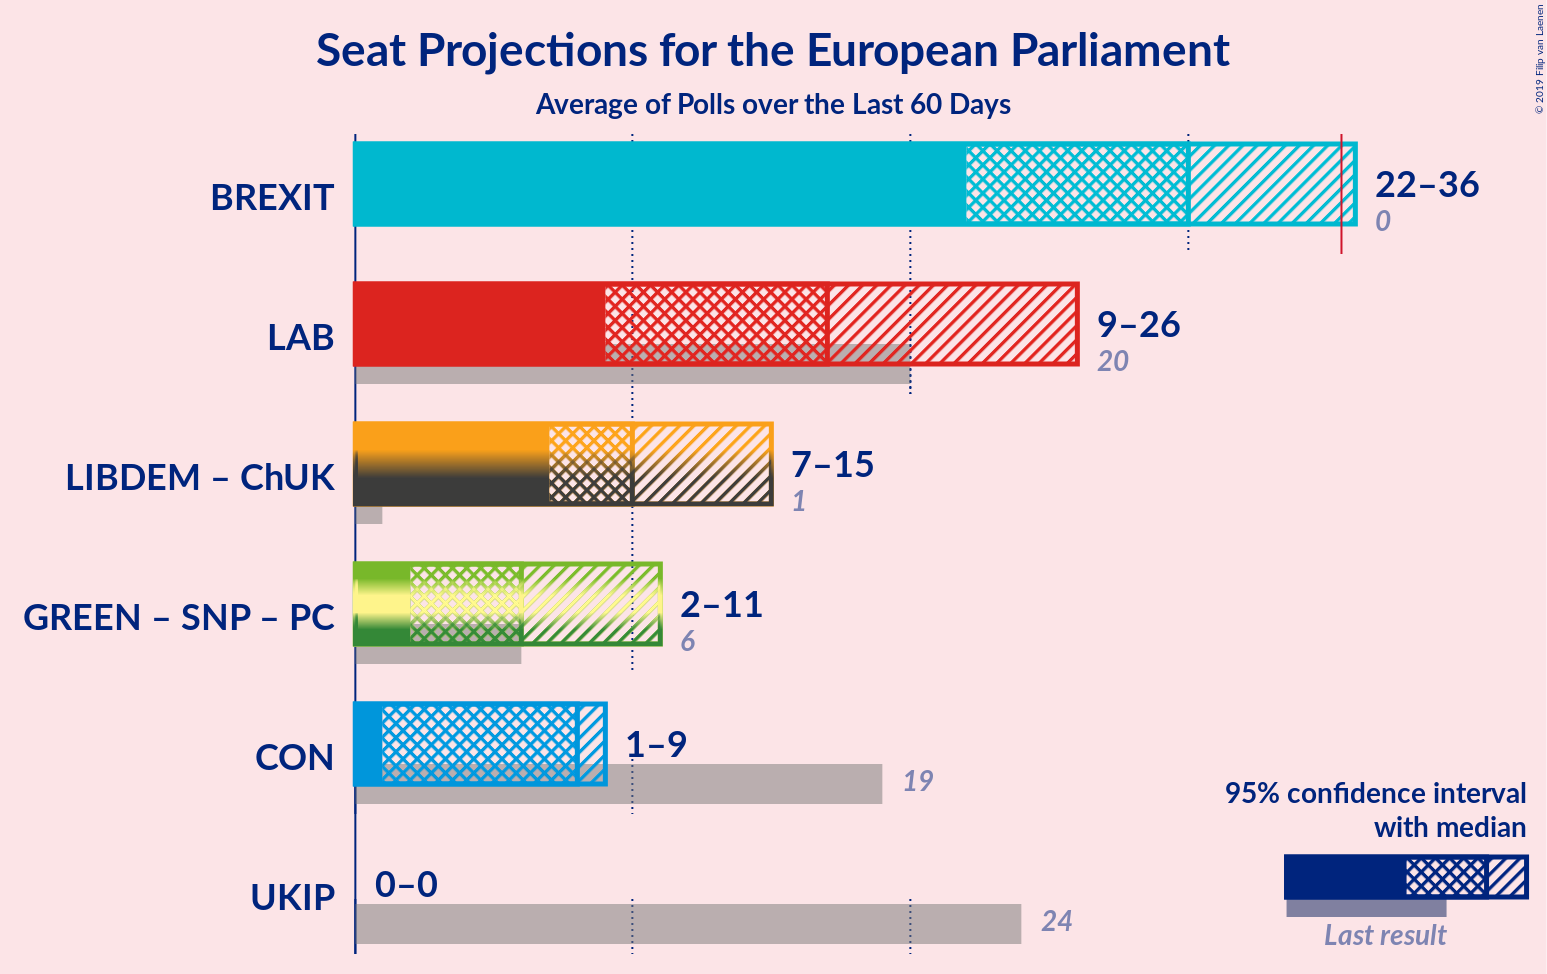 Seat Projections for the European Parliament
Average of Polls over the Last 60 Days
© 2019 Filip van Laenen
BREXIT
22–36
0
LAB
9–26
20
LIBDEM – ChUK
7–15
1
GREEN – SNP – PC
2–11
6
CON
1–9
19
UKIP
0–0
24
95% confidence interval
with median
Last result